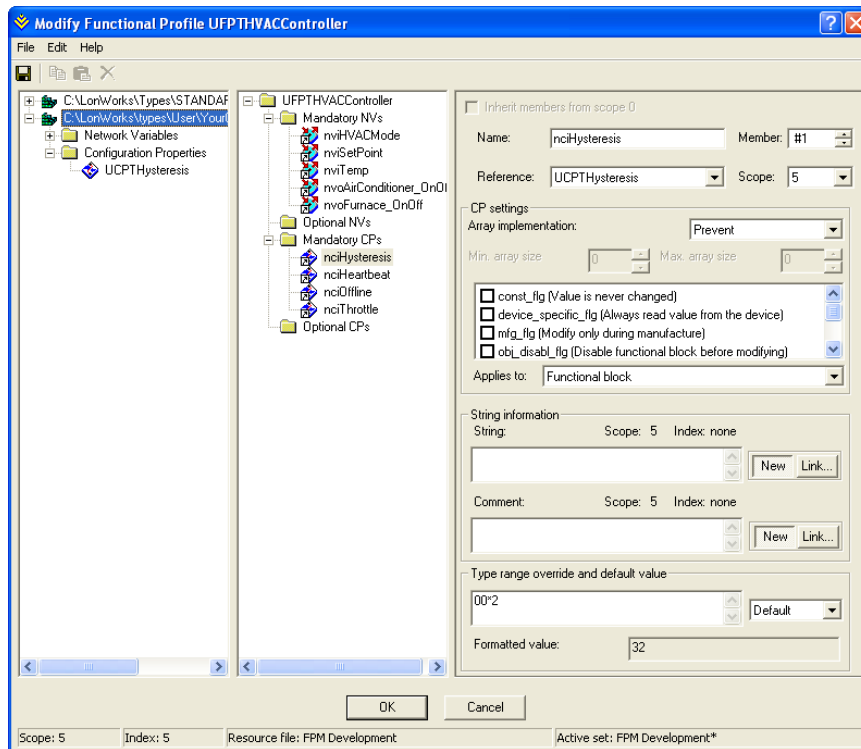 Modify Functional Profile UFPTHVACController
File Edit Help
C:\LonWorks\Types\STANDAF
C:\LonWorks\types\User\Your
Network Variables
Configuration Properties
UCPTHysteresis
UFPTHVACController
Mandatory NVs
nviHVACMode
nviSetPoint
nviTemp
nvoAirConditioner_OnOf
nvoFurnace_OnOff
Optional NVs
Mandatory CPs
nciHysteresis
nciHeartbeat
nciOffline
nciThrottle
Optional CPs
Inherit members from scope 0
Name: nciHysteresis Member: #1
Reference: UCPTHysteresis Scope: 5
CP settings
Array implementation: Prevent
Min. array size 0 Max. array size 0
const_flg (Value is never changed)
device_specific_flg (Always read value from the device)
mfg_flg (Modify only during manufacture)
obj_disabl_flg (Disable functional block before modifying)
Applies to: Functional block
String information
String: Scope: 5 Index: none
New Link...
Comment: Scope: 5 Index: none
New Link...
Type range override and default value
00*2 Default
Formatted value: 32
OK Cancel
Scope: 5 Index: 5 Resource file: FPM Development Active set: FPM Development*